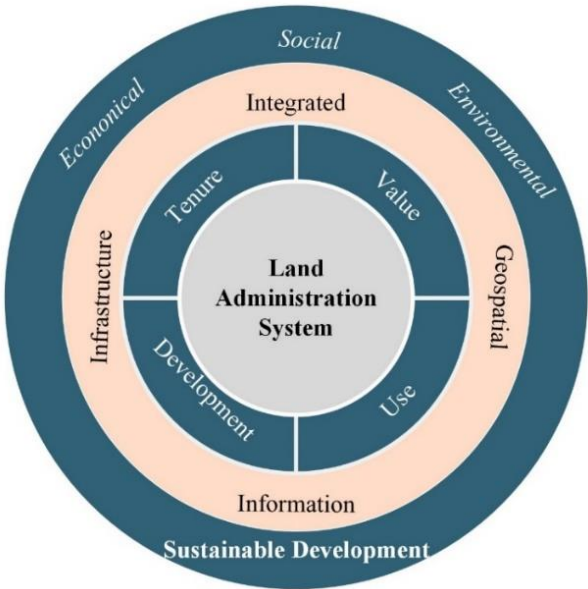 Social
Econonical
Environmental
Integrated
Tenure
Value
Infrastructure
Geospatial
Land
Administration
System
Development
Use
Information
Sustainable Development